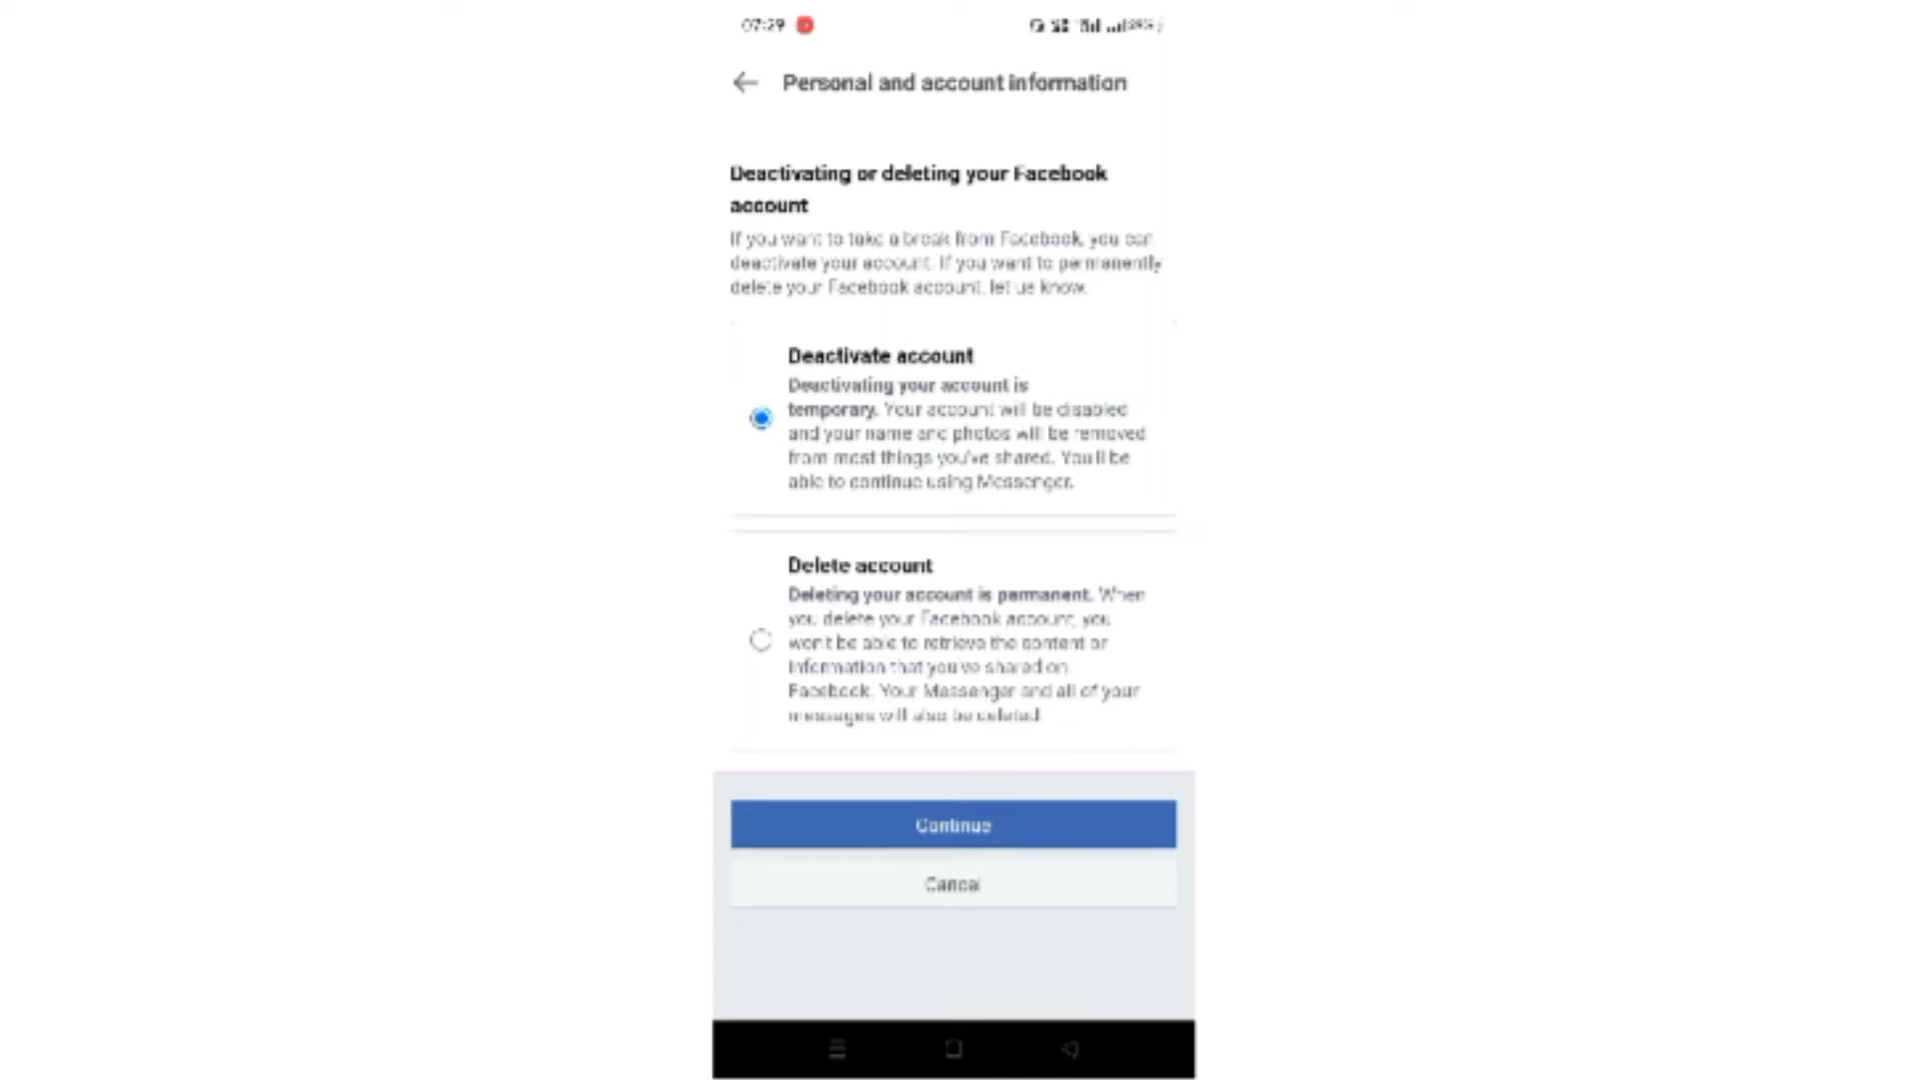 07:29
Personal and account information
Deactivating or deleting your Facebook
account
If you want to take a break from Facebook, you can
deactivate your account. If you want to permanently
delete your Facebook account, let us know.
Deactivate account
Deactivating your account is
temporary. Your account will be disabled
and your name and photos will be removed
from most things you've shared. You'll be
able to continue using Messenger.
Delete account
Deleting your account is permanent. When
you delete your Facebook account, you
won't be able to retrieve the content or
information that you've shared on
Facebook. Your Messenger and all of your
messages will also be deleted.
Continue
Cancel